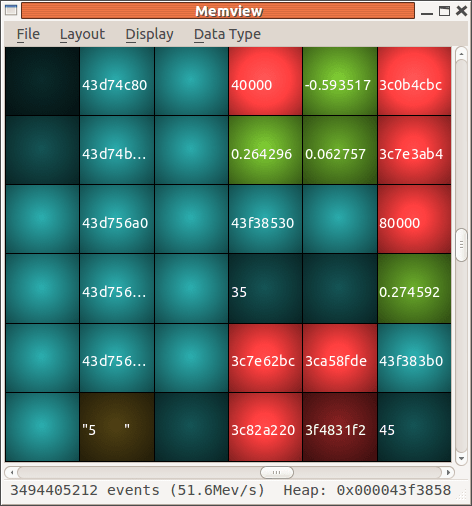 Memview
File Layout Display Data Type
43d74c80 40000 -0.593517 3c0b4cbc
43d74b... 0.264296 0.062757 3c7e3ab4
43d756a0 43f38530 80000
43d756... 35 0.274592
43d756... 3c7e62bc 3ca58fde 43f383b0
"5 " 3c82a220 3f4831f2 45
3494405212 events (51.6Mev/s) Heap: 0x000043f3858